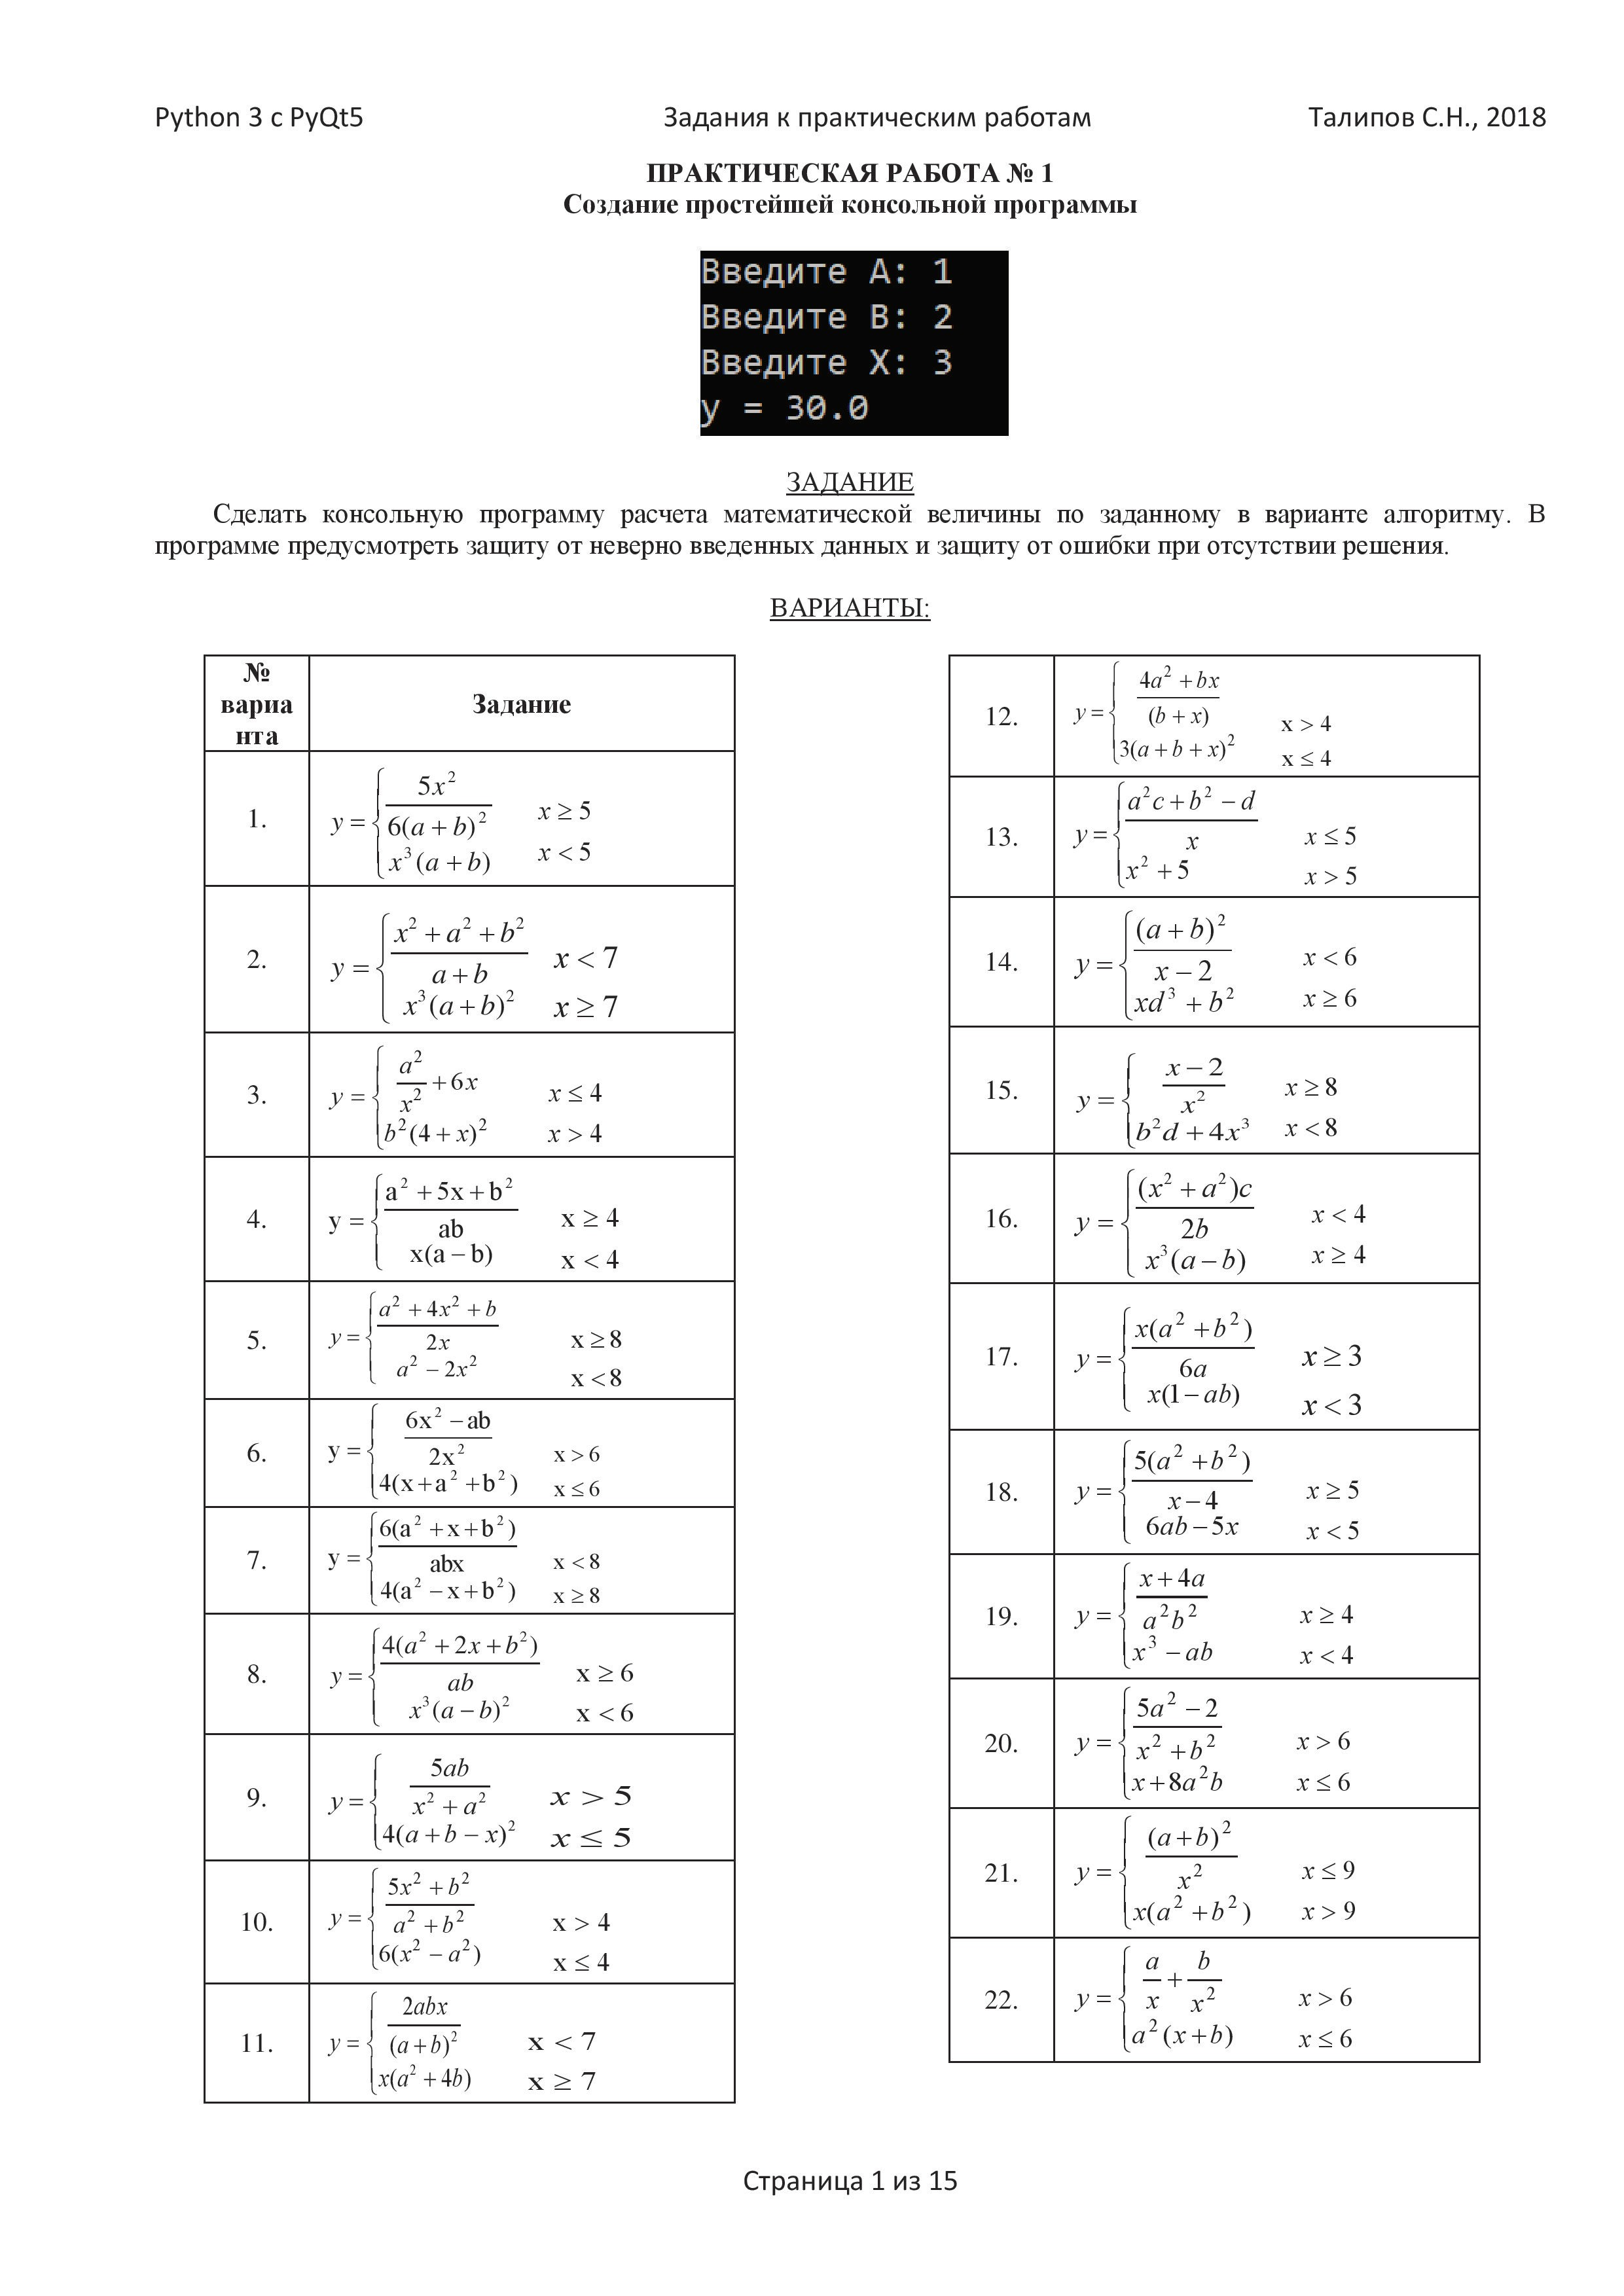 Python 3 с PyQt5 Задания к практическим работам Талипов С.Н., 2018
ПРАКТИЧЕСКАЯ РАБОТА № 1
Создание простейшей консольной программы
Введите A: 1
Введите B: 2
Введите X: 3
y = 30.0
ЗАДАНИЕ
Сделать консольную программу расчета математической величины по заданному в варианте алгоритму. В
программе предусмотреть защиту от неверно введенных данных и защиту от ошибки при отсутствии решения.
ВАРИАНТЫ:
№ вариа нта Задание
1. y = { 5x² / 6(a + b)² x ≥ 5
x³(a + b) x < 5
2. y = { (x² + a² + b²) / (a + b) x < 7
x³(a + b)² x ≥ 7
3. y = { a² / x² + 6x x ≤ 4
b²(4 + x)² x > 4
4. y = { (a² + 5x + b²) / ab x ≥ 4
x(a − b) x < 4
5. y = { (a² + 4x² + b) / 2x x ≥ 8
a² − 2x² x < 8
6. y = { (6x² − ab) / 2x² x > 6
4(x + a² + b²) x ≤ 6
7. y = { 6(a² + x + b²) / abx x < 8
4(a² − x + b²) x ≥ 8
8. y = { 4(a² + 2x + b²) / ab x ≥ 6
x³(a − b)² x < 6
9. y = { 5ab / (x² + a²) x > 5
4(a + b − x)² x ≤ 5
10. y = { (5x² + b²) / (a² + b²) x > 4
6(x² − a²) x ≤ 4
11. y = { 2abx / (a + b)² x < 7
x(a² + 4b) x ≥ 7
12. y = { (4a² + bx) / (b + x) x > 4
3(a + b + x)² x ≤ 4
13. y = { (a²c + b² − d) / x x ≤ 5
x² + 5 x > 5
14. y = { (a + b)² / (x − 2) x < 6
xd³ + b² x ≥ 6
15. y = { (x − 2) / x² x ≥ 8
b²d + 4x³ x < 8
16. y = { (x² + a²)c / 2b x < 4
x³(a − b) x ≥ 4
17. y = { x(a² + b²) / 6a x ≥ 3
x(1 − ab) x < 3
18. y = { 5(a² + b²) / (x − 4) x ≥ 5
6ab − 5x x < 5
19. y = { (x + 4a) / a²b² x ≥ 4
x³ − ab x < 4
20. y = { (5a² − 2) / (x² + b²) x > 6
x + 8a²b x ≤ 6
21. y = { (a + b)² / x² x ≤ 9
x(a² + b²) x > 9
22. y = { a / x + b / x² x > 6
a²(x + b) x ≤ 6
Страница 1 из 15